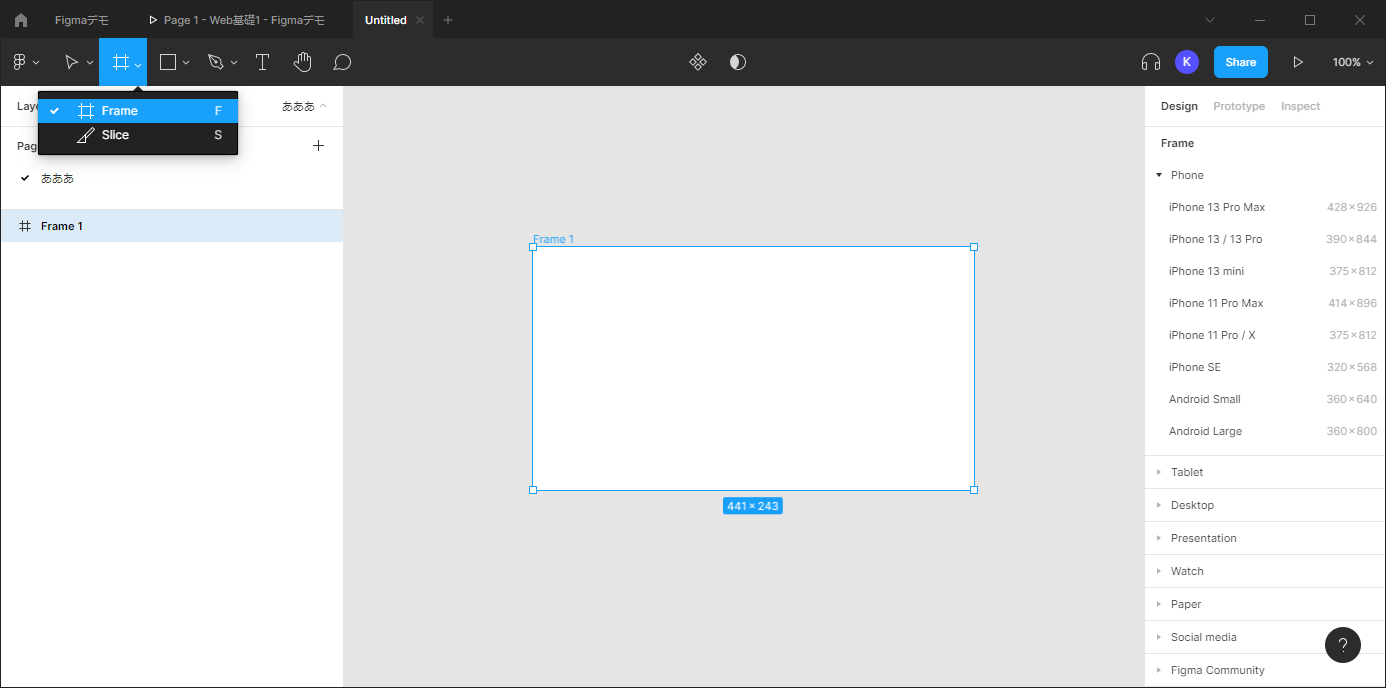 Figmaデモ
Page 1 - Web基礎1 - Figmaデモ
Untitled
K
Share
100%
Laye
あああ
Frame F
Slice S
Pag
あああ
Frame 1
Frame 1
441 × 243
Design Prototype Inspect
Frame
Phone
iPhone 13 Pro Max 428×926
iPhone 13 / 13 Pro 390×844
iPhone 13 mini 375×812
iPhone 11 Pro Max 414×896
iPhone 11 Pro / X 375×812
iPhone SE 320×568
Android Small 360×640
Android Large 360×800
Tablet
Desktop
Presentation
Watch
Paper
Social media
Figma Community
?